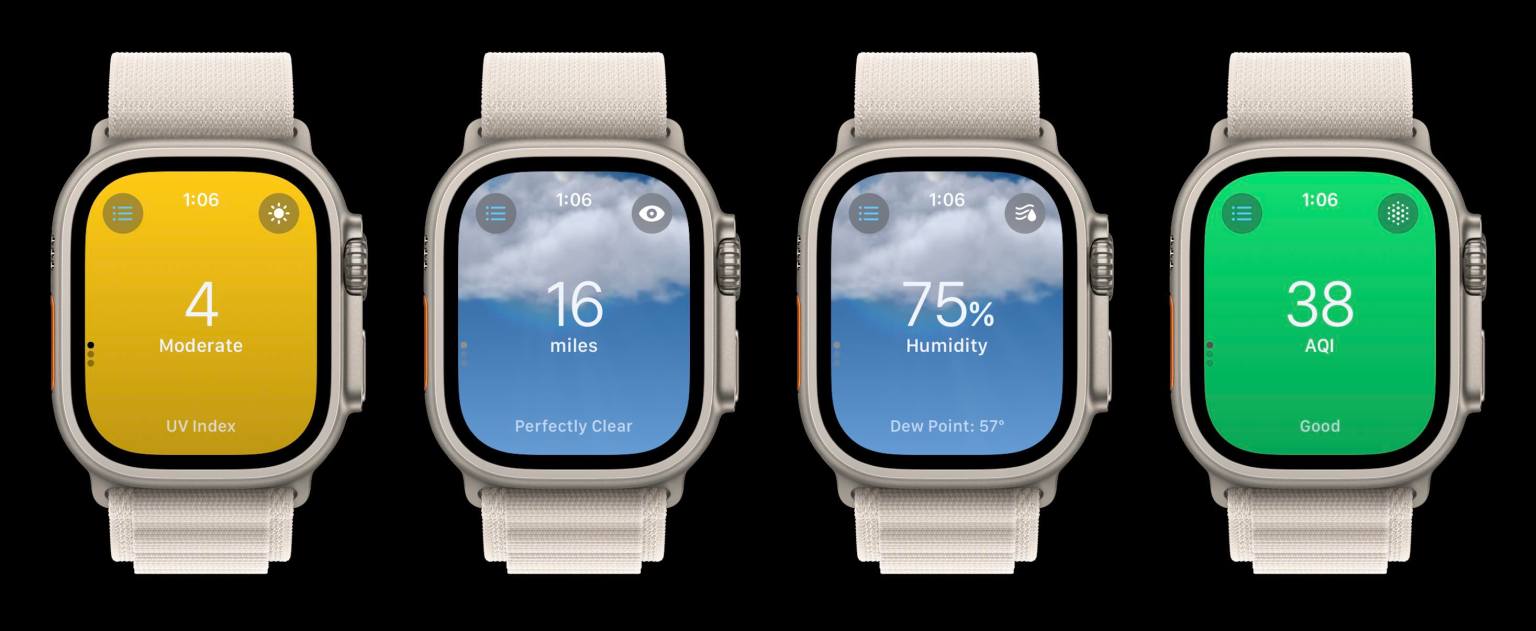 1:06
4
Moderate
UV Index
1:06
16
miles
Perfectly Clear
1:06
75%
Humidity
Dew Point: 57°
1:06
38
AQI
Good